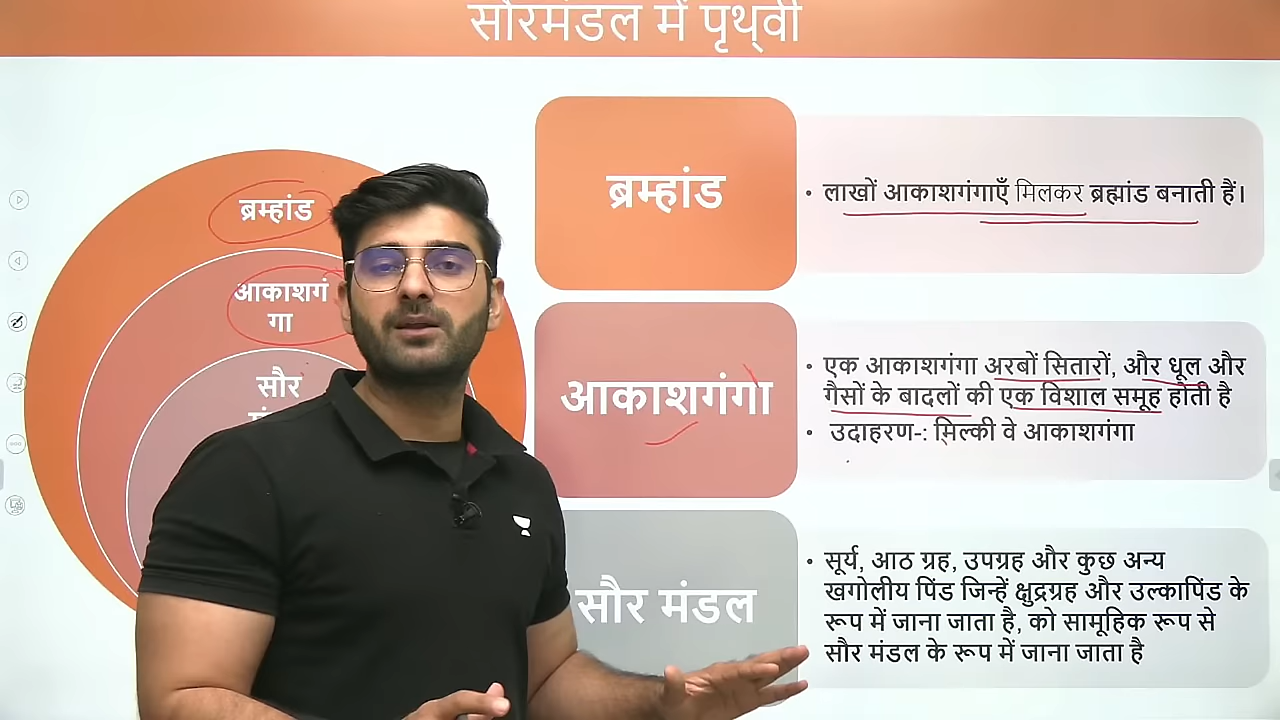 सौरमंडल में पृथ्वी
ब्रम्हांड
आकाशगं
गा
सौर
ब्रम्हांड
• लाखों आकाशगंगाएँ मिलकर ब्रह्मांड बनाती हैं।
आकाशगंगा
• एक आकाशगंगा अरबों सितारों, और धूल और
गैसों के बादलों की एक विशाल समूह होती है
• उदाहरण-: मिल्की वे आकाशगंगा
सौर मंडल
• सूर्य, आठ ग्रह, उपग्रह और कुछ अन्य
खगोलीय पिंड जिन्हें क्षुद्रग्रह और उल्कापिंड के
रूप में जाना जाता है, को सामूहिक रूप से
सौर मंडल के रूप में जाना जाता है